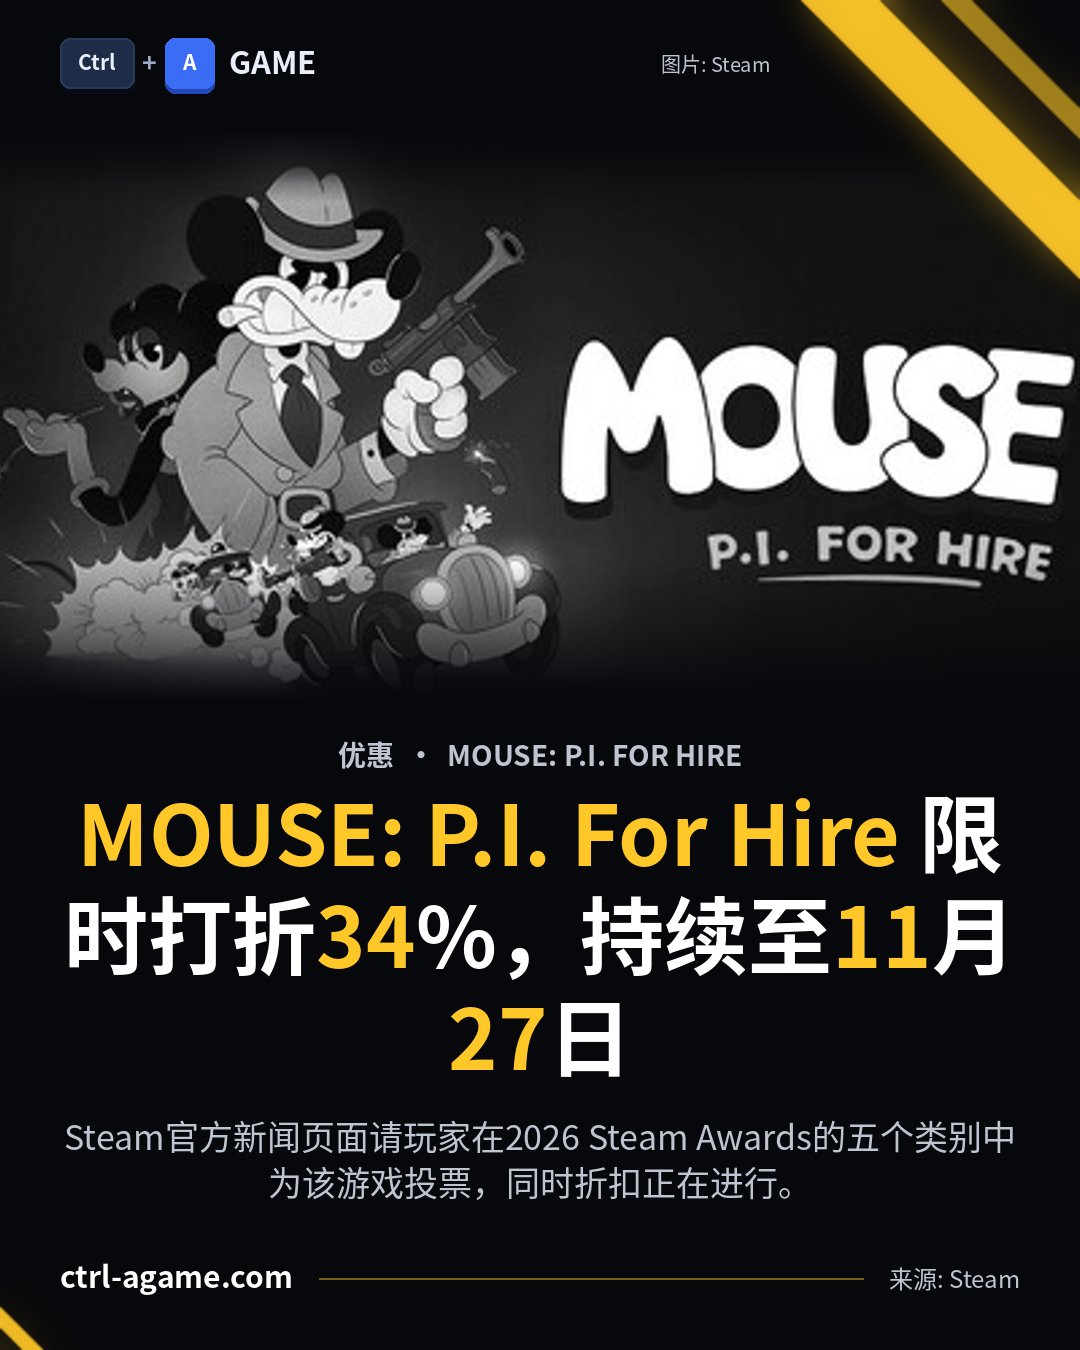 Ctrl + A GAME
图片: Steam
MOUSE
P.I. FOR HIRE
优惠 • MOUSE: P.I. FOR HIRE
MOUSE: P.I. For Hire 限
时打折34%，持续至11月
27日
Steam官方新闻页面请玩家在2026 Steam Awards的五个类别中
为该游戏投票，同时折扣正在进行。
ctrl-agame.com
来源: Steam